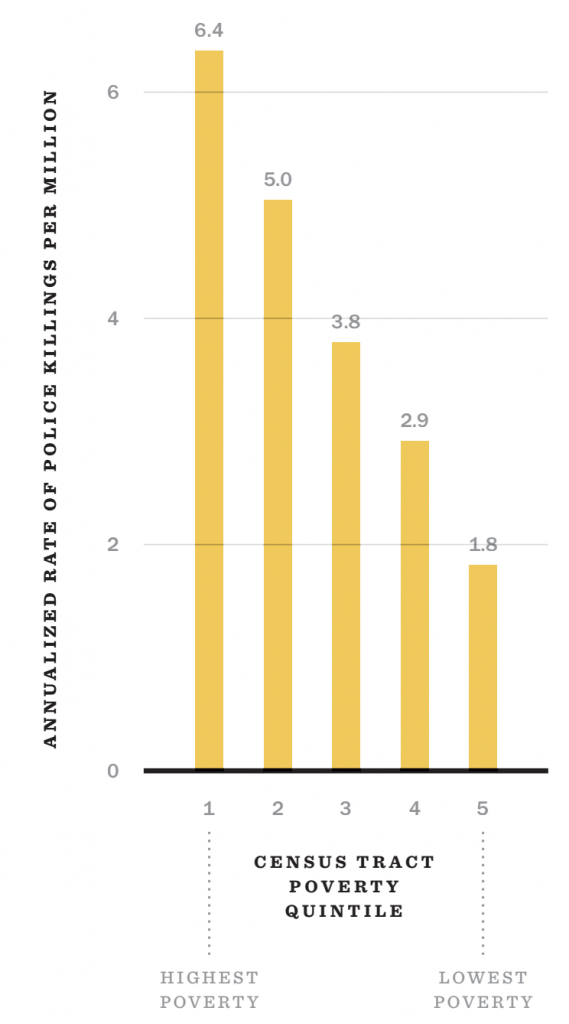 ANNUALIZED RATE OF POLICE KILLINGS PER MILLION
6.4
6
5.0
4
3.8
2.9
2
1.8
0
1 2 3 4 5
CENSUS TRACT
POVERTY
QUINTILE
HIGHEST
POVERTY
LOWEST
POVERTY